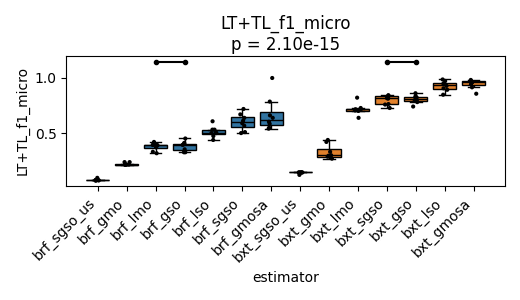 LT+TL_f1_micro
p = 2.10e-15
LT+TL_f1_micro
1.0
0.5
brf_sgso_us
brf_gmo
brf_lmo
brf_gso
brf_lso
brf_sgso
brf_gmosa
bxt_sgso_us
bxt_gmo
bxt_lmo
bxt_sgso
bxt_gso
bxt_lso
bxt_gmosa
estimator